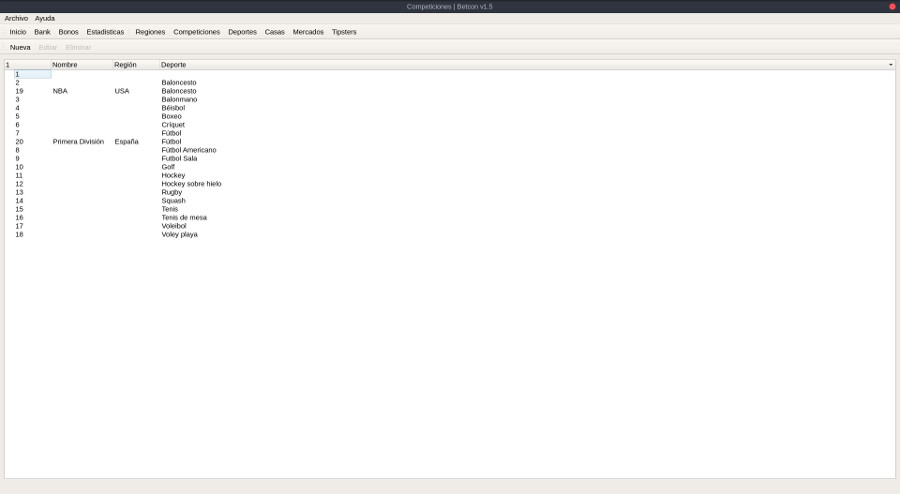 Competiciones | Betcon v1.5
Archivo Ayuda
Inicio Bank Bonos Estadisticas Regiones Competiciones Deportes Casas Mercados Tipsters
Nueva Editar Eliminar
1 Nombre Región Deporte
1
2 Baloncesto
19 NBA USA Baloncesto
3 Balonmano
4 Béisbol
5 Boxeo
6 Críquet
7 Fútbol
20 Primera División España Fútbol
8 Fútbol Americano
9 Futbol Sala
10 Golf
11 Hockey
12 Hockey sobre hielo
13 Rugby
14 Squash
15 Tenis
16 Tenis de mesa
17 Voleibol
18 Voley playa